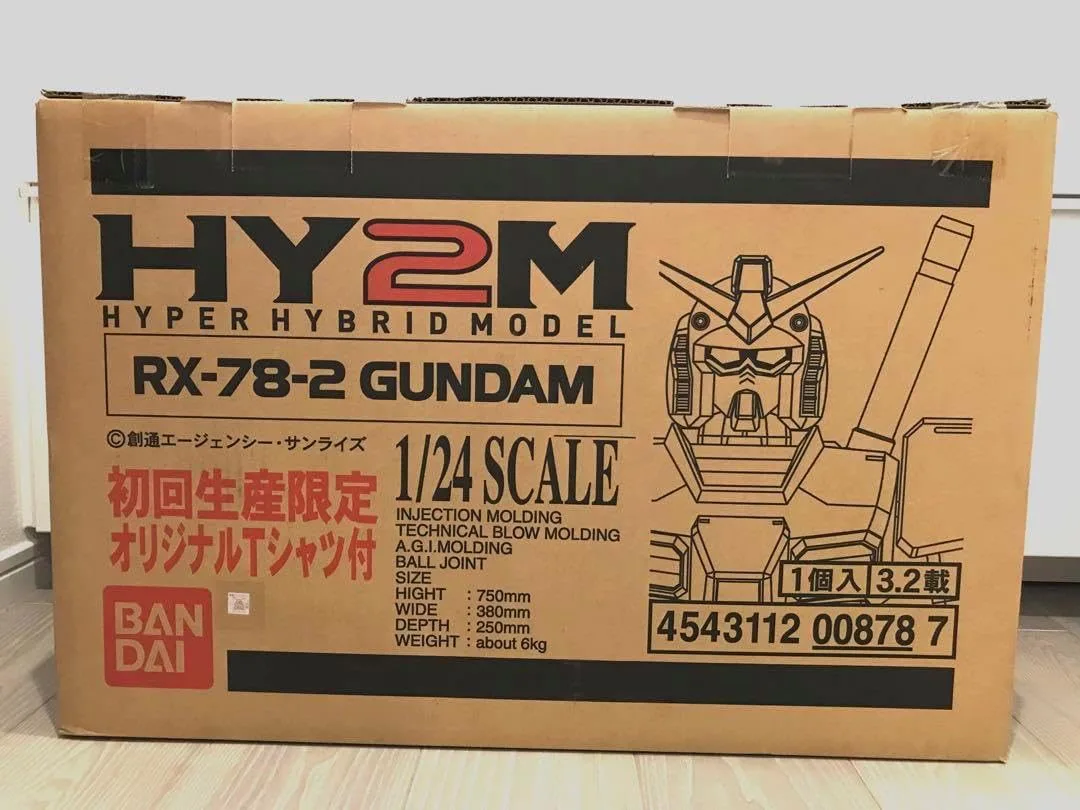 HY2M
HYPER HYBRID MODEL
RX-78-2 GUNDAM
©創通エージェンシー・サンライズ
初回生産限定
オリジナルTシャツ付
BAN
DAI
1/24 SCALE
INJECTION MOLDING
TECHNICAL BLOW MOLDING
A.G.I.MOLDING
BALL JOINT
SIZE
HIGHT : 750mm
WIDE : 380mm
DEPTH : 250mm
WEIGHT : about 6kg
1個入 3.2載
4543112 00878 7